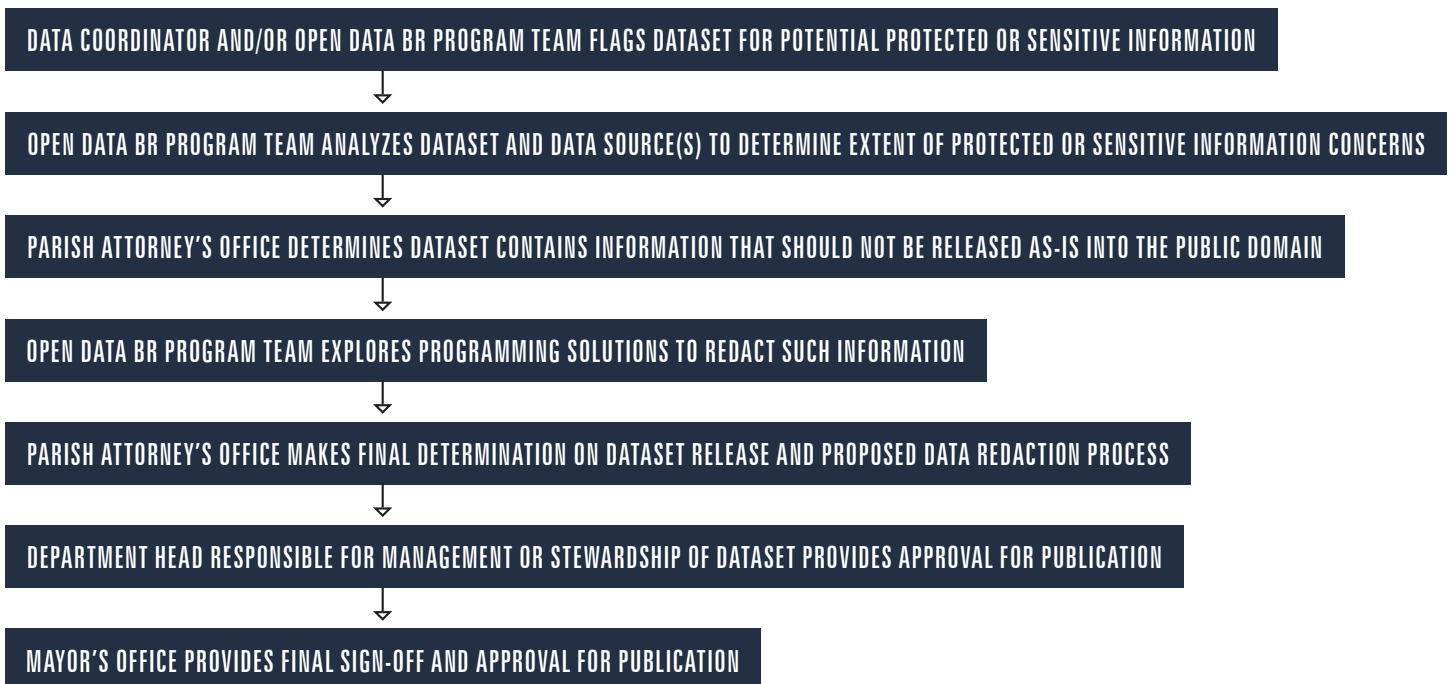 DATA COORDINATOR AND/OR OPEN DATA BR PROGRAM TEAM FLAGS DATASET FOR POTENTIAL PROTECTED OR SENSITIVE INFORMATION
OPEN DATA BR PROGRAM TEAM ANALYZES DATASET AND DATA SOURCE(S) TO DETERMINE EXTENT OF PROTECTED OR SENSITIVE INFORMATION CONCERNS
PARISH ATTORNEY'S OFFICE DETERMINES DATASET CONTAINS INFORMATION THAT SHOULD NOT BE RELEASED AS-IS INTO THE PUBLIC DOMAIN
OPEN DATA BR PROGRAM TEAM EXPLORES PROGRAMMING SOLUTIONS TO REDACT SUCH INFORMATION
PARISH ATTORNEY'S OFFICE MAKES FINAL DETERMINATION ON DATASET RELEASE AND PROPOSED DATA REDACTION PROCESS
DEPARTMENT HEAD RESPONSIBLE FOR MANAGEMENT OR STEWARDSHIP OF DATASET PROVIDES APPROVAL FOR PUBLICATION
MAYOR'S OFFICE PROVIDES FINAL SIGN-OFF AND APPROVAL FOR PUBLICATION